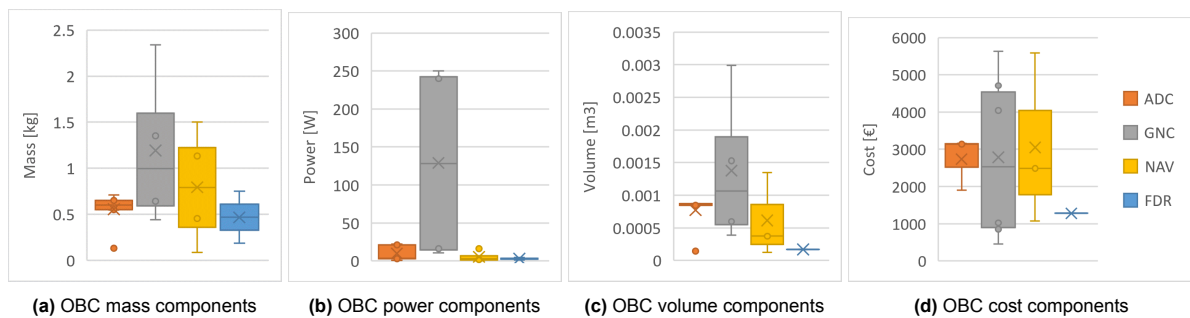 Mass [kg]
2.5
2
1.5
1
0.5
0
(a) OBC mass components
Power [W]
300
250
200
150
100
50
0
(b) OBC power components
Volume [m3]
0.0035
0.003
0.0025
0.002
0.0015
0.001
0.0005
0
(c) OBC volume components
Cost [€]
6000
5000
4000
3000
2000
1000
0
(d) OBC cost components
ADC
GNC
NAV
FDR